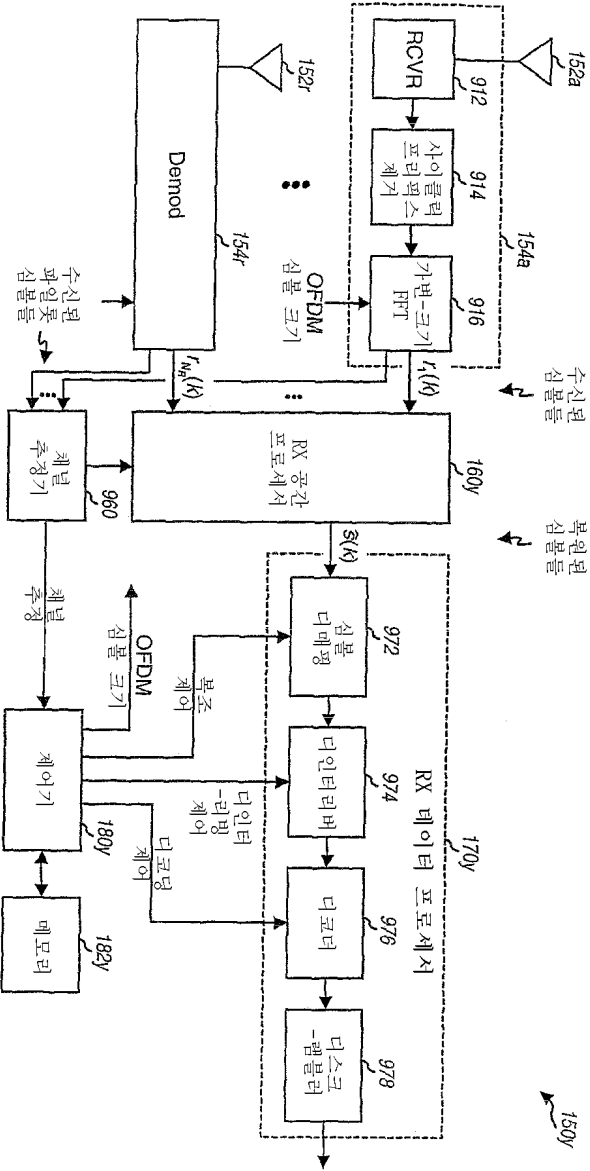 150y
152a
154a
912
RCVR
914
사이클릭
프리픽스
제거
916
가변-크기
FFT
OFDM
심볼 크기
152r
154r
Demod
수신된
파일롯
심볼들
수신된
심볼들
r₁(k)
r_{N_R}(k)
160y
RX 공간
프로세서
채널
추정기
960
복원된
심볼들
ŝ(k)
170y
RX 데이터 프로세서
972
심볼
디매핑
974
디인터리버
976
디코더
978
디스크
-램블러
채널
추정
OFDM
심볼 크기
복조
제어
디인터
-리빙
제어
디코딩
제어
제어기
180y
메모리
182y